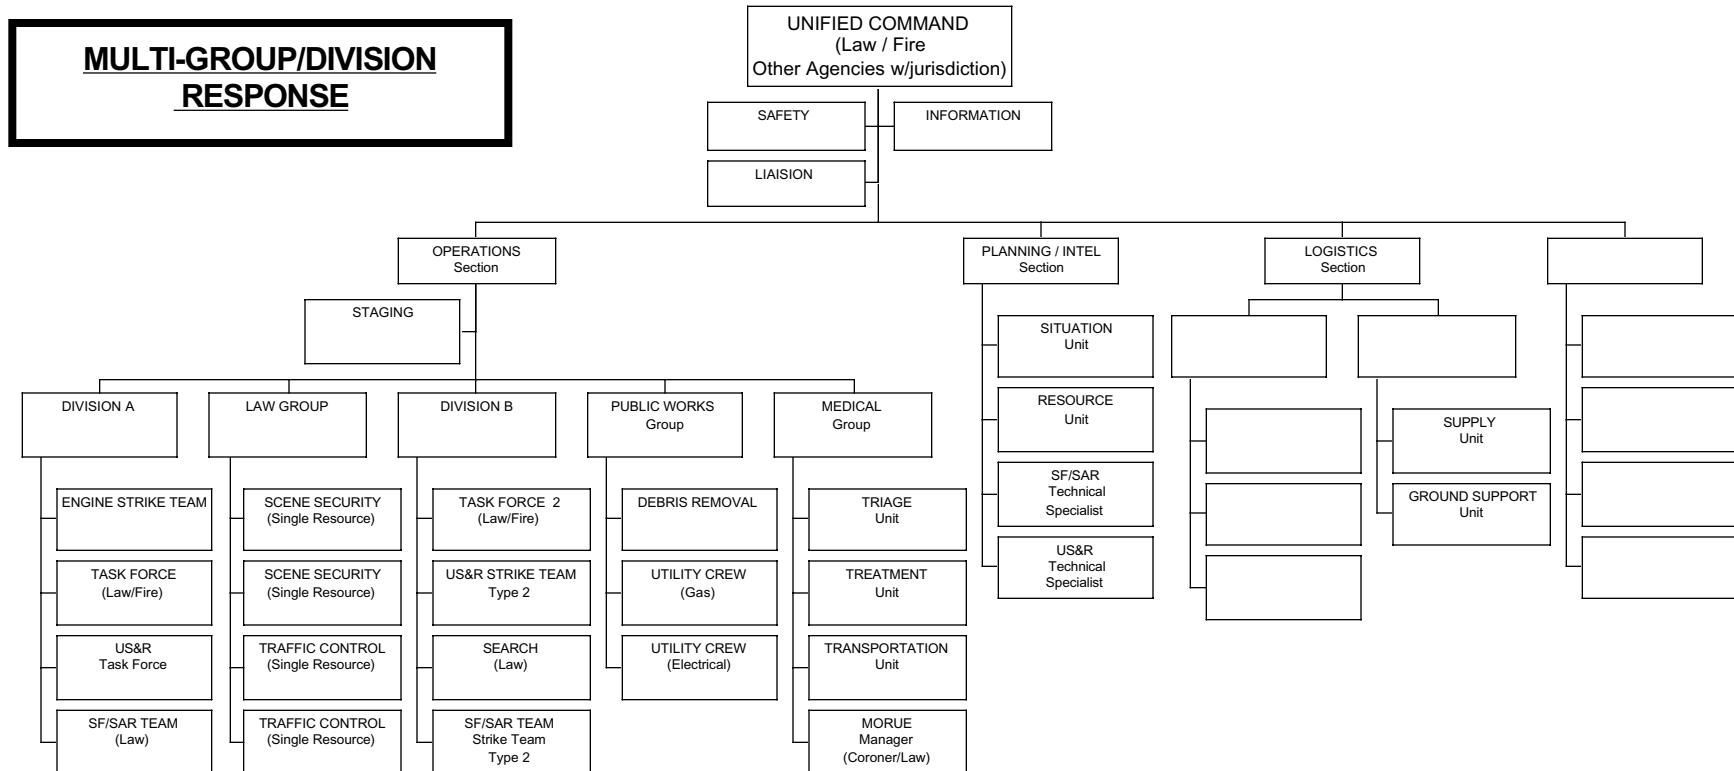 MULTI-GROUP/DIVISION
RESPONSE
UNIFIED COMMAND
(Law / Fire
Other Agencies w/jurisdiction)
SAFETY
INFORMATION
LIAISION
OPERATIONS
Section
PLANNING / INTEL
Section
LOGISTICS
Section
STAGING
DIVISION A
LAW GROUP
DIVISION B
PUBLIC WORKS
Group
MEDICAL
Group
ENGINE STRIKE TEAM
TASK FORCE
(Law/Fire)
US&R
Task Force
SF/SAR TEAM
(Law)
SCENE SECURITY
(Single Resource)
SCENE SECURITY
(Single Resource)
TRAFFIC CONTROL
(Single Resource)
TRAFFIC CONTROL
(Single Resource)
TASK FORCE 2
(Law/Fire)
US&R STRIKE TEAM
Type 2
SEARCH
(Law)
SF/SAR TEAM
Strike Team
Type 2
DEBRIS REMOVAL
UTILITY CREW
(Gas)
UTILITY CREW
(Electrical)
TRIAGE
Unit
TREATMENT
Unit
TRANSPORTATION
Unit
MORUE
Manager
(Coroner/Law)
SITUATION
Unit
RESOURCE
Unit
SF/SAR
Technical
Specialist
US&R
Technical
Specialist
SUPPLY
Unit
GROUND SUPPORT
Unit